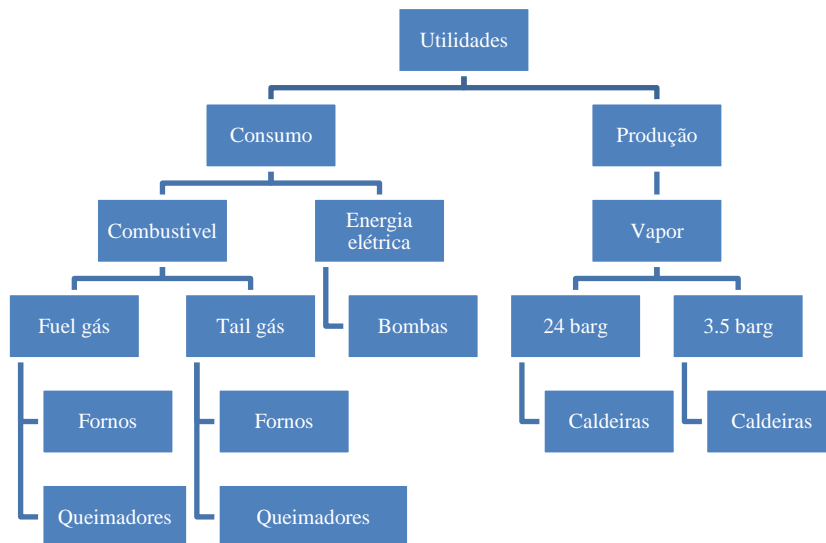 Utilidades
Consumo
Produção
Combustivel
Energia
elétrica
Vapor
Fuel gás
Tail gás
Bombas
24 barg
3.5 barg
Fornos
Fornos
Caldeiras
Caldeiras
Queimadores
Queimadores